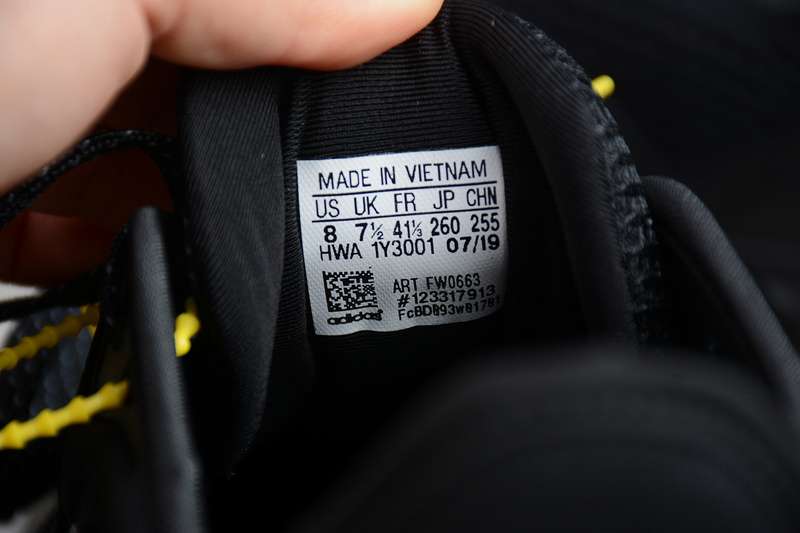 MADE IN VIETNAM
US UK FR JP CHN
8 7½ 41⅓ 260 255
HWA 1Y3001 07/19
ART FW0663
#123317913
adidas